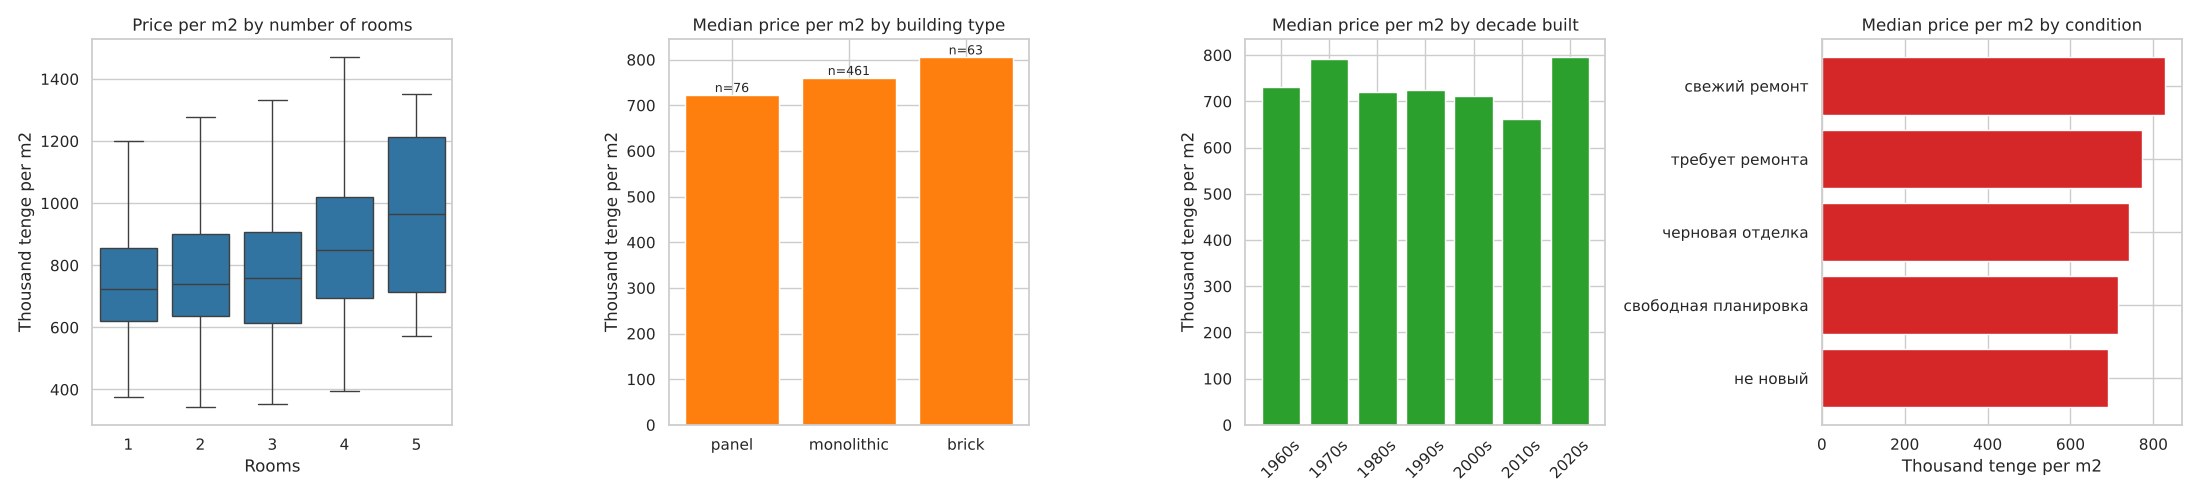 Price per m2 by number of rooms
Thousand tenge per m2
1400
1200
1000
800
600
400
1 2 3 4 5
Rooms
Median price per m2 by building type
Thousand tenge per m2
800
700
600
500
400
300
200
100
0
n=76
n=461
n=63
panel monolithic brick
Median price per m2 by decade built
Thousand tenge per m2
800
700
600
500
400
300
200
100
0
1960s 1970s 1980s 1990s 2000s 2010s 2020s
Median price per m2 by condition
свежий ремонт
требует ремонта
черновая отделка
свободная планировка
не новый
0 200 400 600 800
Thousand tenge per m2